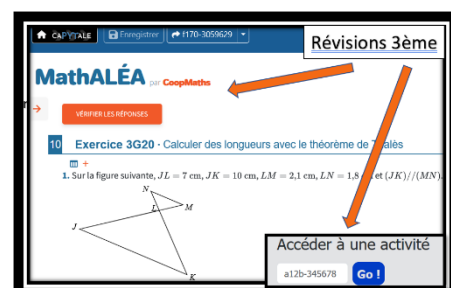 CAPYTALE Enregistrer f170-3059629
Révisions 3ème
MathALÉA par CoopMaths
VÉRIFIER LES RÉPONSES
10 Exercice 3G20 - Calculer des longueurs avec le théorème de alès
1. Sur la figure suivante, JL = 7 cm, JK = 10 cm, LM = 2,1 cm, LN = 1,8 et (JK)//(MN).
N
M
L
J
K
Accéder à une activité
a12b-345678 Go !